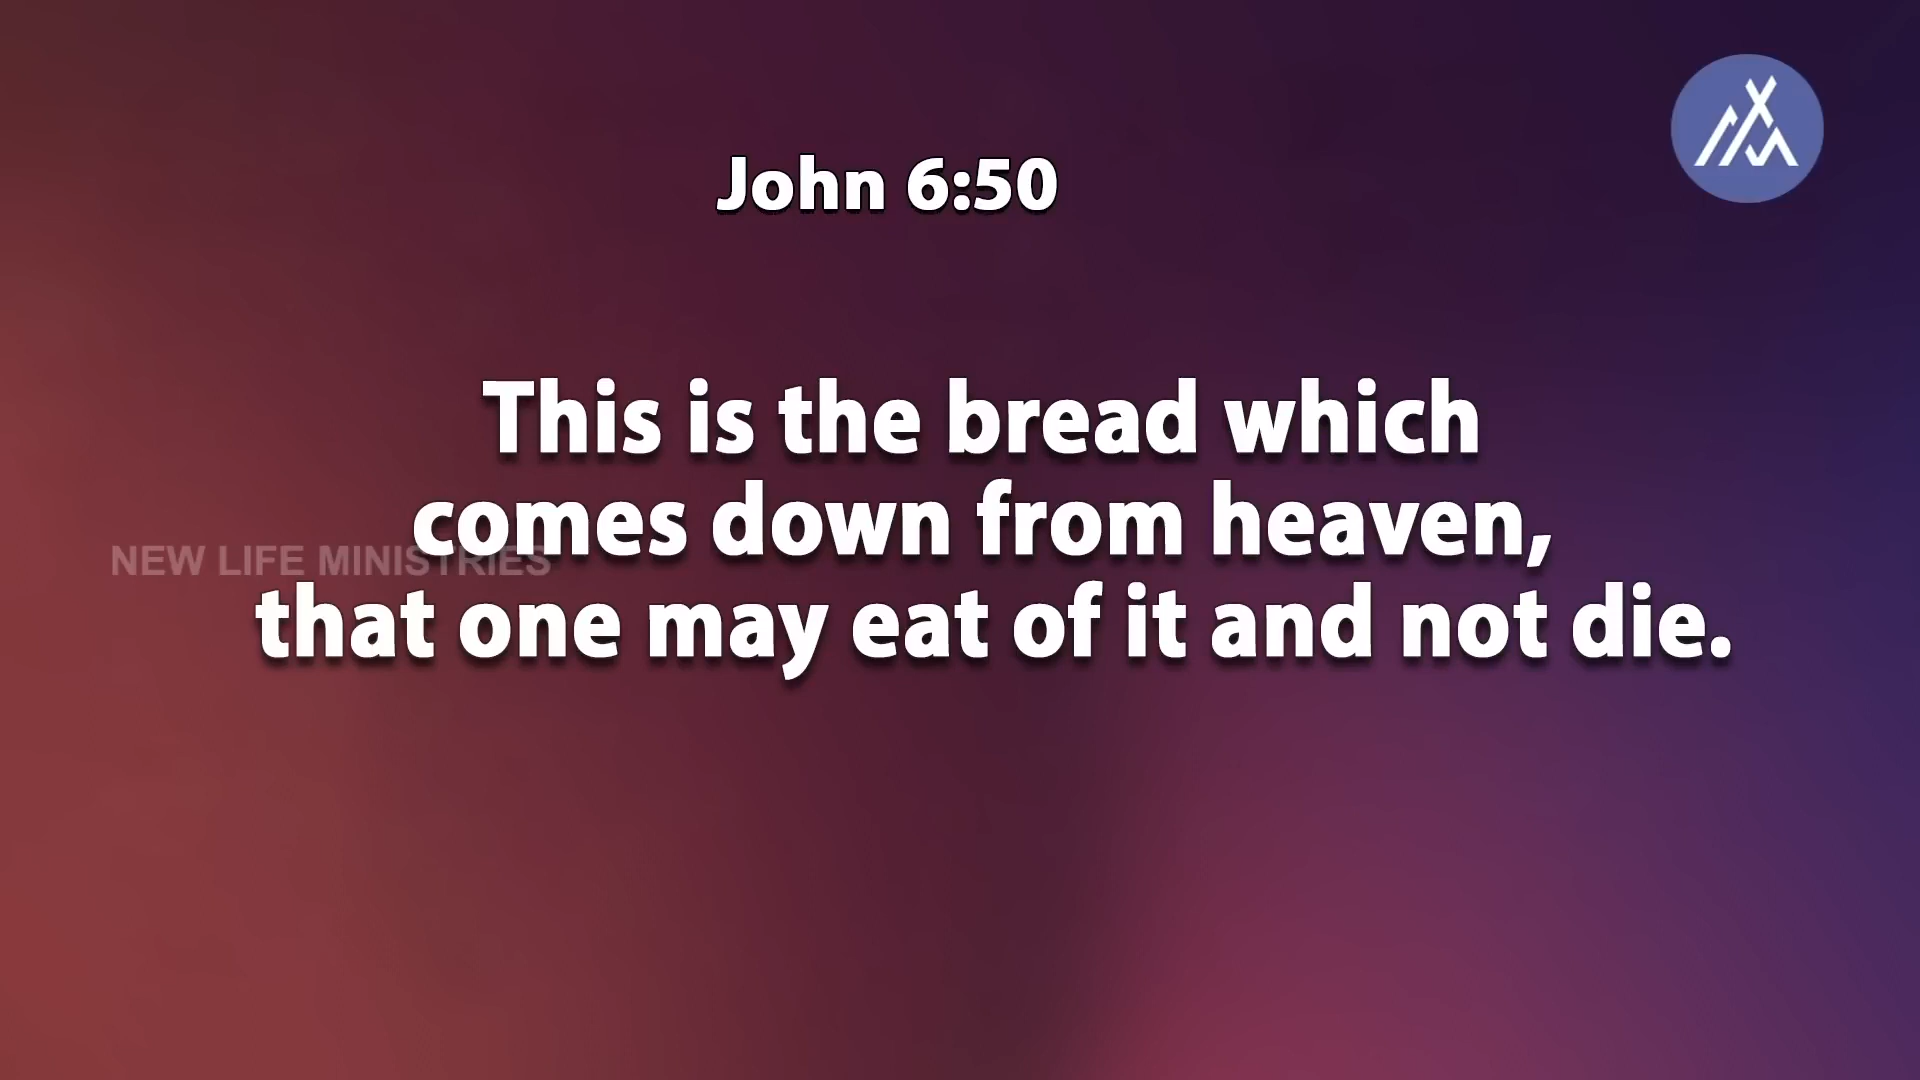 John 6:50
This is the bread which
comes down from heaven,
NEW LIFE MINISTRIES
that one may eat of it and not die.